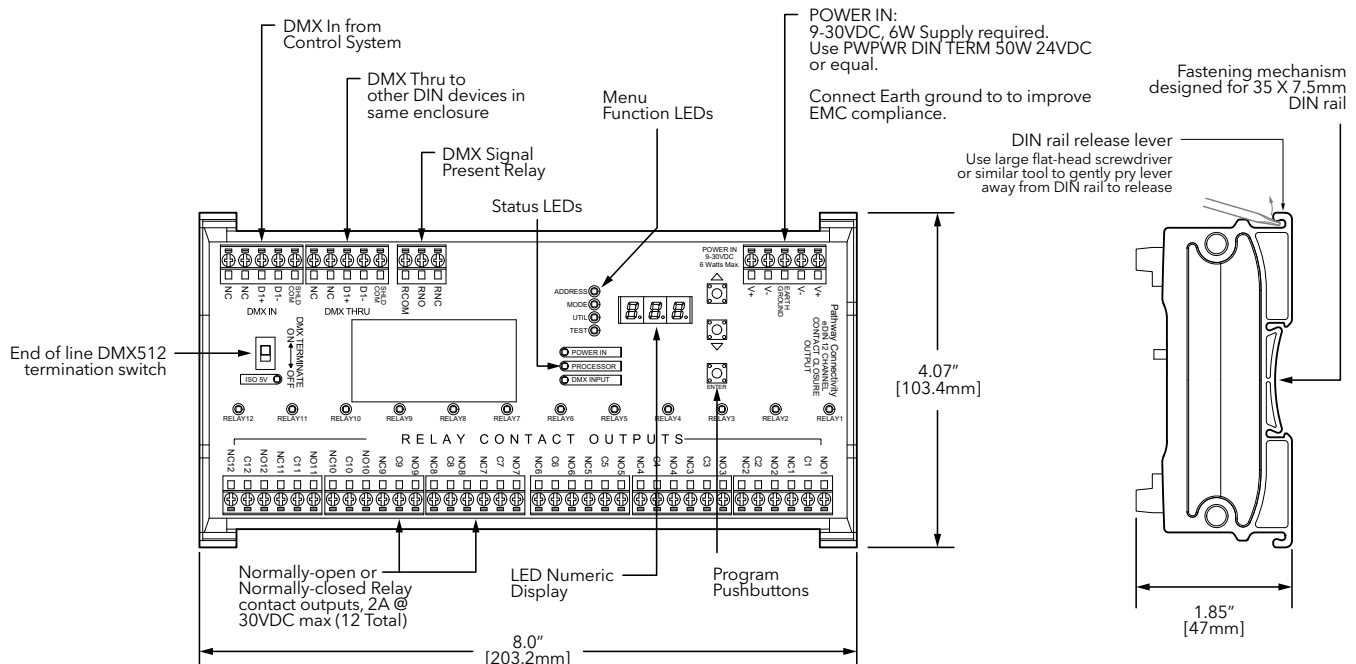 DMX In from
Control System
DMX Thru to
other DIN devices in
same enclosure
DMX Signal
Present Relay
Menu
Function LEDs
Status LEDs
POWER IN:
9-30VDC, 6W Supply required.
Use PWPWR DIN TERM 50W 24VDC
or equal.
Connect Earth ground to to improve
EMC compliance.
Fastening mechanism
designed for 35 X 7.5mm
DIN rail
DIN rail release lever
Use large flat-head screwdriver
or similar tool to gently pry lever
away from DIN rail to release
End of line DMX512
termination switch
NC NC D1+ D1- SHLD COM
DMX IN
NC NC D1+ D1- SHLD COM
DMX THRU
RCOM RNO RNC
POWER IN
9-30VDC
6 Watts Max.
V+ V- EARTH GROUND V- V+
ADDRESS
MODE
UTIL
TEST
8.8.8.
POWER IN
PROCESSOR
DMX INPUT
ENTER
DMX TERMINATE
ON OFF
ISO 5V
Pathway Connectivity
eDIN 12 CHANNEL
CONTACT CLOSURE
OUTPUT
RELAY12 RELAY11 RELAY10 RELAY9 RELAY8 RELAY7 RELAY6 RELAY5 RELAY4 RELAY3 RELAY2 RELAY1
RELAY CONTACT OUTPUTS
NC12 C12 NO12 NC11 C11 NO11 NC10 C10 NO10 NC9 C9 NO9 NC8 C8 NO8 NC7 C7 NO7 NC6 C6 NO6 NC5 C5 NO5 NC4 C4 NO4 NC3 C3 NO3 NC2 C2 NO2 NC1 C1 NO1
4.07"
[103.4mm]
Normally-open or
Normally-closed Relay
contact outputs, 2A @
30VDC max (12 Total)
LED Numeric
Display
Program
Pushbuttons
8.0"
[203.2mm]
1.85"
[47mm]